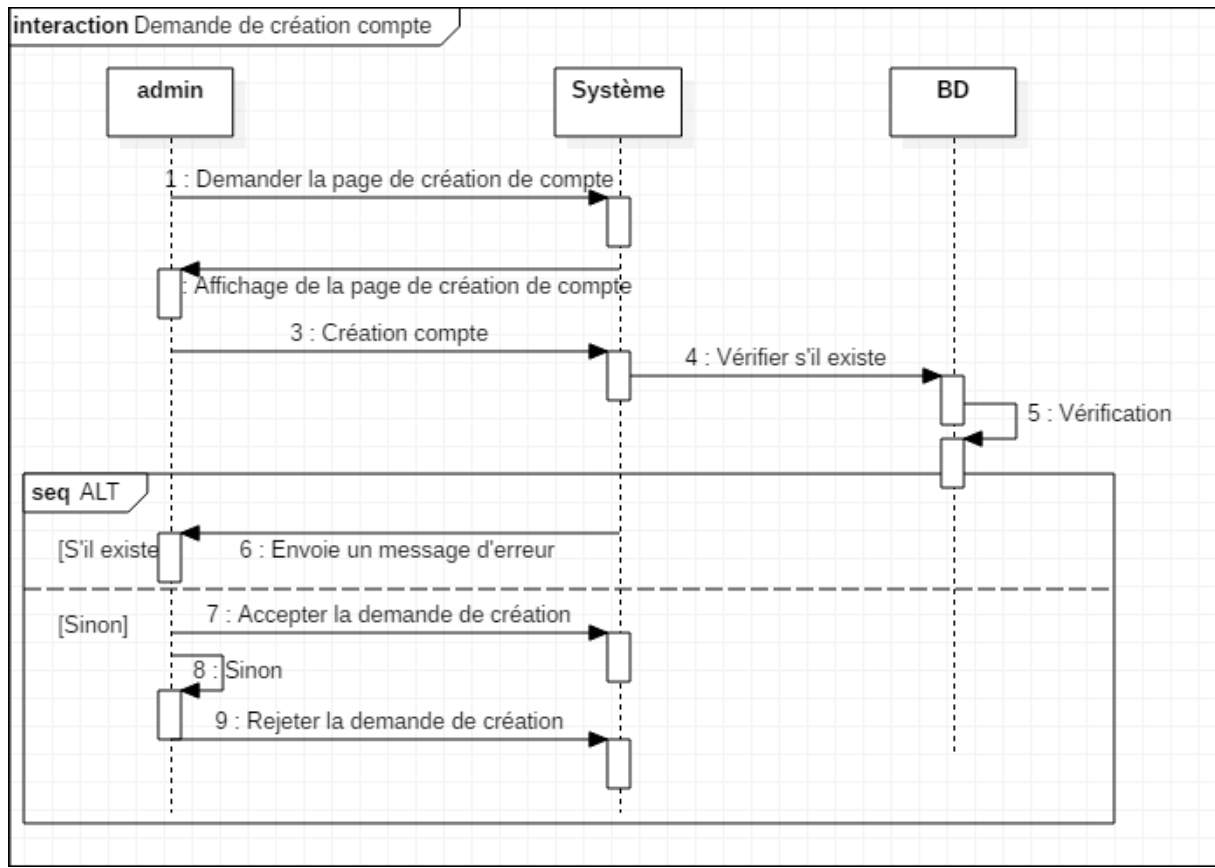 interaction Demande de création compte
admin
Système
BD
1 : Demander la page de création de compte
: Affichage de la page de création de compte
3 : Création compte
4 : Vérifier s'il existe
5 : Vérification
seq ALT
[S'il existe
6 : Envoie un message d'erreur
7 : Accepter la demande de création
[Sinon]
8 : Sinon
9 : Rejeter la demande de création